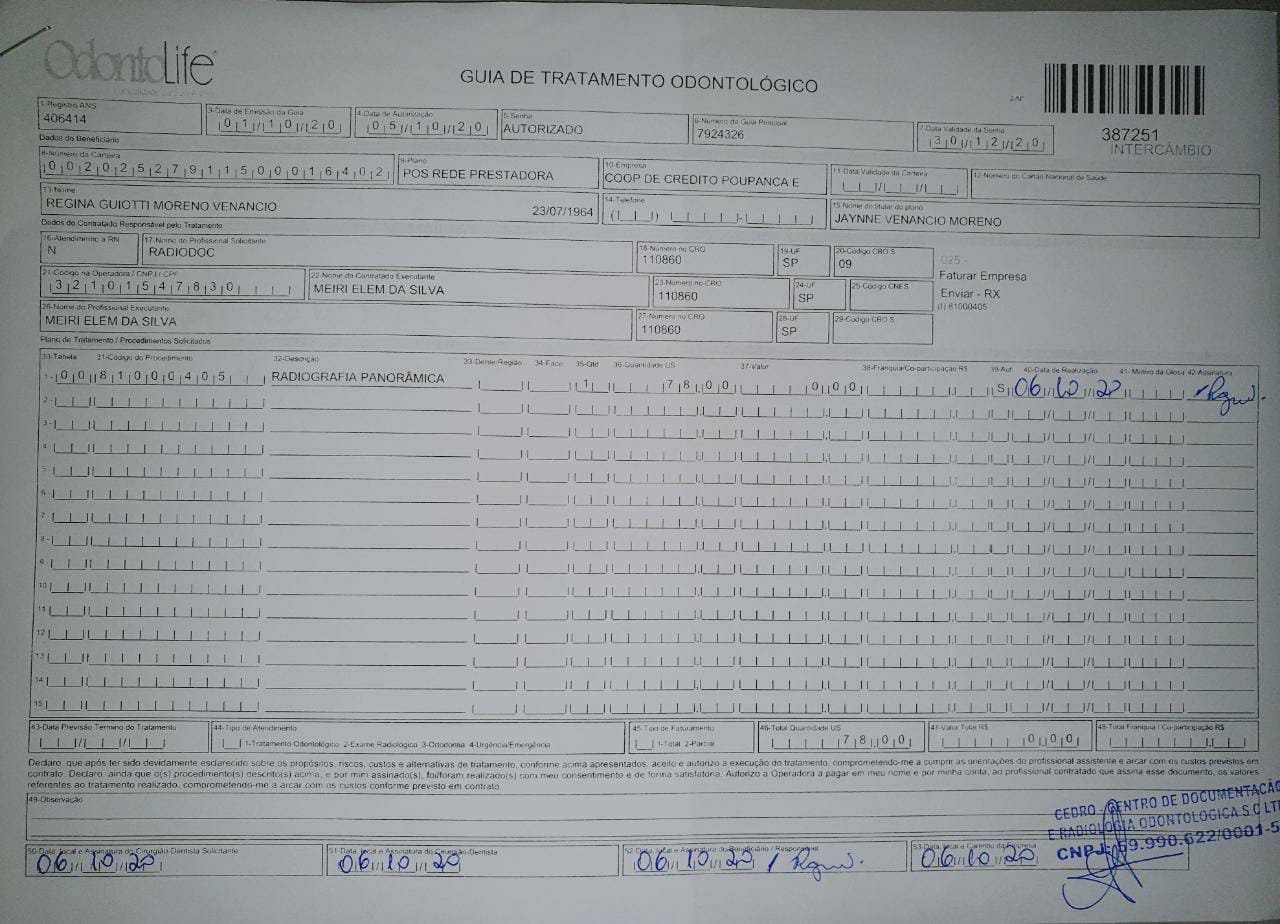 OdontoLife
GUIA DE TRATAMENTO ODONTOLÓGICO
2-Nº
387251
INTERCÂMBIO
1-Registro ANS
406414
3-Data de Emissão da Guia
01/10/20
4-Data de Autorização
05/10/20
5-Senha
AUTORIZADO
6-Número da Guia Principal
7924326
7-Data Validade da Senha
30/12/20
Dados do Beneficiário
8-Número da Carteira
00202527911500016402
9-Plano
POS REDE PRESTADORA
10-Empresa
COOP DE CREDITO POUPANCA E
11-Data Validade da Carteira
12-Número do Cartão Nacional de Saúde
13-Nome
REGINA GUIOTTI MORENO VENANCIO 23/07/1964
14-Telefone
15-Nome do titular do plano
JAYNNE VENANCIO MORENO
Dados do Contratado Responsável pelo Tratamento
16-Atendimento a RN
N
17-Nome do Profissional Solicitante
RADIODOC
18-Número no CRO
110860
19-UF
SP
20-Código CBO S
09
025 -
Faturar Empresa
Enviar - RX
(I) 81000405
21-Código na Operadora / CNPJ / CPF
32101547830
22-Nome do Contratado Executante
MEIRI ELEM DA SILVA
23-Número no CRO
110860
24-UF
SP
25-Código CNES
26-Nome do Profissional Executante
MEIRI ELEM DA SILVA
27-Número no CRO
110860
28-UF
SP
29-Código CBO S
Plano de Tratamento / Procedimentos Solicitados
30-Tabela 31-Código do Procedimento 32-Descrição 33-Dente/Região 34-Face 35-Qtd 36-Quantidade US 37-Valor 38-Franquia/Co-participação R$ 39-Aut 40-Data de Realização 41- Motivo da Glosa 42-Assinatura
1- 00 81000405 RADIOGRAFIA PANORÂMICA 1 78,00 0,00 S 06/10/20
2-
3-
4-
5-
6-
7-
8-
9-
10
11
12
13
14
15
43-Data Previsão Término do Tratamento
44-Tipo de Atendimento
1-Tratamento Odontológico 2-Exame Radiológico 3-Ortodontia 4-Urgência/Emergência
45-Tipo de Faturamento
1-Total 2-Parcial
46-Total Quantidade US
78,00
47-Valor Total R$
0,00
48-Total Franquia / Co-participação R$
Declaro, que após ter sido devidamente esclarecido sobre os propósitos, riscos, custos e alternativas de tratamento, conforme acima apresentados, aceito e autorizo a execução do tratamento, comprometendo-me a cumprir as orientações do profissional assistente e arcar com os custos previstos em
contrato. Declaro, ainda que o(s) procedimento(s) descrito(s) acima, e por mim assinado(s), foi/foram realizado(s) com meu consentimento e de forma satisfatória. Autorizo a Operadora a pagar em meu nome e por minha conta, ao profissional contratado que assina esse documento, os valores
referentes ao tratamento realizado, comprometendo-me a arcar com os custos conforme previsto em contrato.
49-Observação
CEDRO - CENTRO DE DOCUMENTAÇÃO
E RADIOLOGIA ODONTOLÓGICA S C LT
CNPJ: 59.990.622/0001-5
50-Data, local e Assinatura do Cirurgião-Dentista Solicitante
06/10/20
51-Data, local e Assinatura do Cirurgião-Dentista
06/10/20
52-Data, local e Assinatura do Beneficiário / Responsável
06/10/20
53-Data, local e Carimbo da Empresa
06/10/20